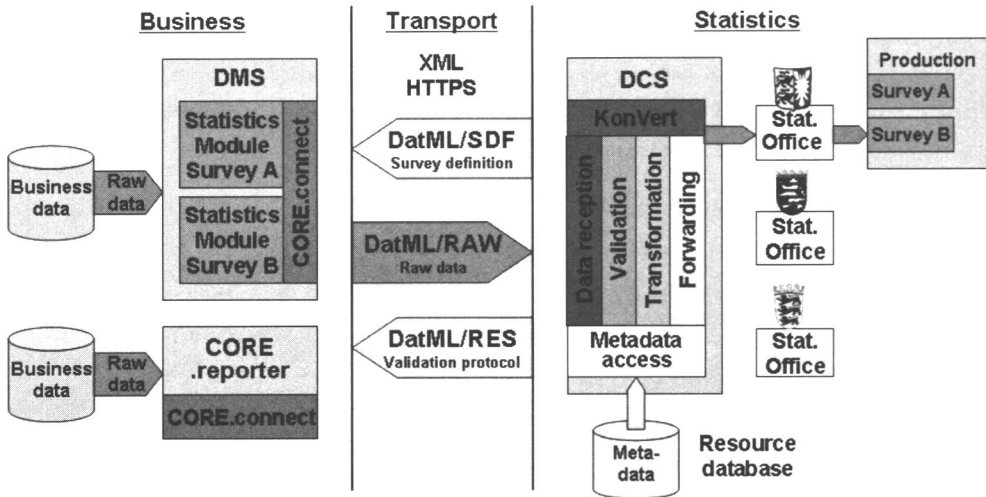 Business
Transport
Statistics
DMS
Statistics
Module
Survey A
Statistics
Module
Survey B
CORE.connect
Business
data
Raw
data
Business
data
Raw
data
CORE
.reporter
CORE.connect
XML
HTTPS
DatML/SDF
Survey definition
DatML/RAW
Raw data
DatML/RES
Validation protocol
DCS
KonVert
Data reception
Validation
Transformation
Forwarding
Metadata
access
Meta-
data
Resource
database
Stat.
Office
Stat.
Office
Stat.
Office
Production
Survey A
Survey B